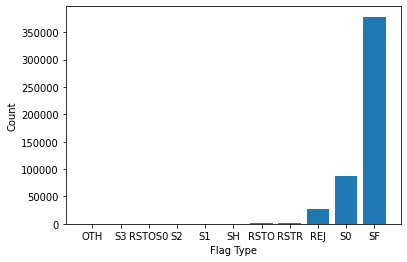 350000
300000
250000
200000
150000
100000
50000
0
Count
OTH S3 RSTOS0 S2 S1 SH RSTO RSTR REJ S0 SF
Flag Type